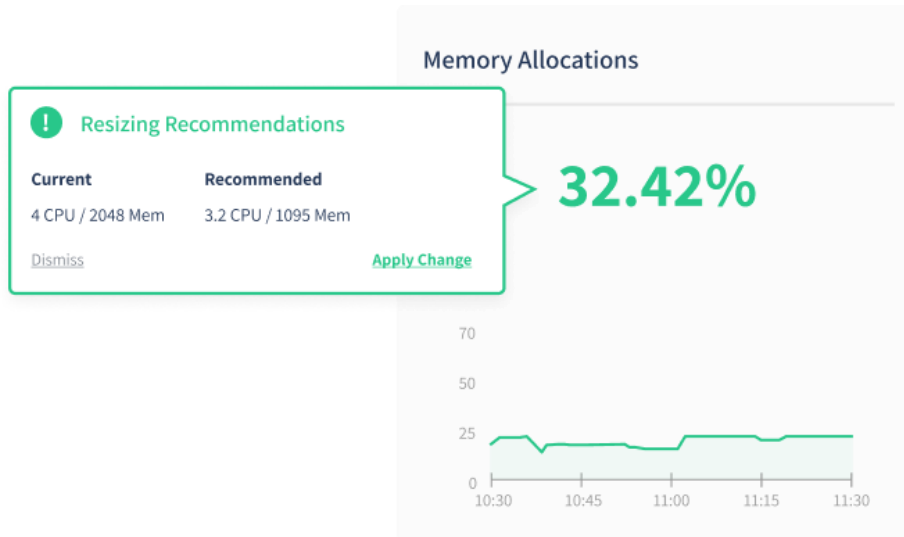 Memory Allocations
! Resizing Recommendations
Current Recommended
4 CPU / 2048 Mem 3.2 CPU / 1095 Mem
Dismiss Apply Change
32.42%
70
50
25
0
10:30 10:45 11:00 11:15 11:30